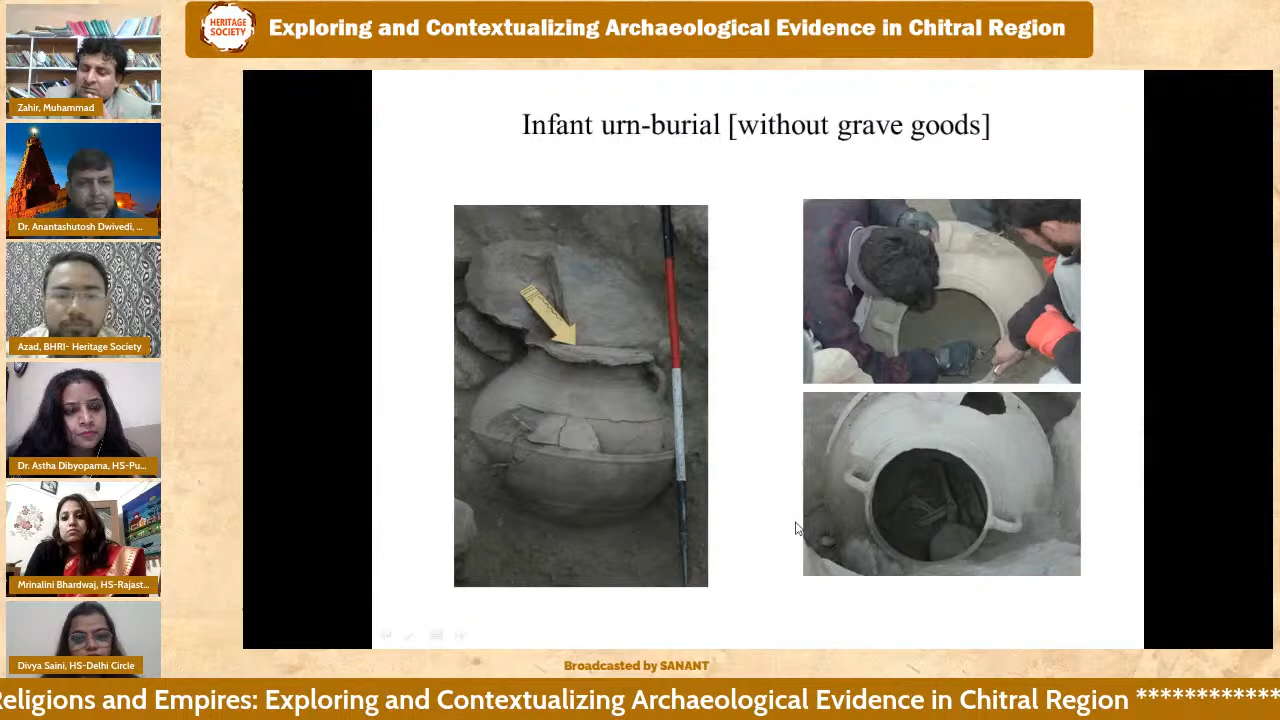 HERITAGE
SOCIETY
Exploring and Contextualizing Archaeological Evidence in Chitral Region
Zahir, Muhammad
Dr. Anantashutosh Dwivedi, ...
Azad, BHRI- Heritage Society
Dr. Astha Dibyopama, HS-Pu...
Mrinalini Bhardwaj, HS-Rajast...
Divya Saini, HS-Delhi Circle
Infant urn-burial [without grave goods]
Broadcasted by SANANT
Religions and Empires: Exploring and Contextualizing Archaeological Evidence in Chitral Region ************